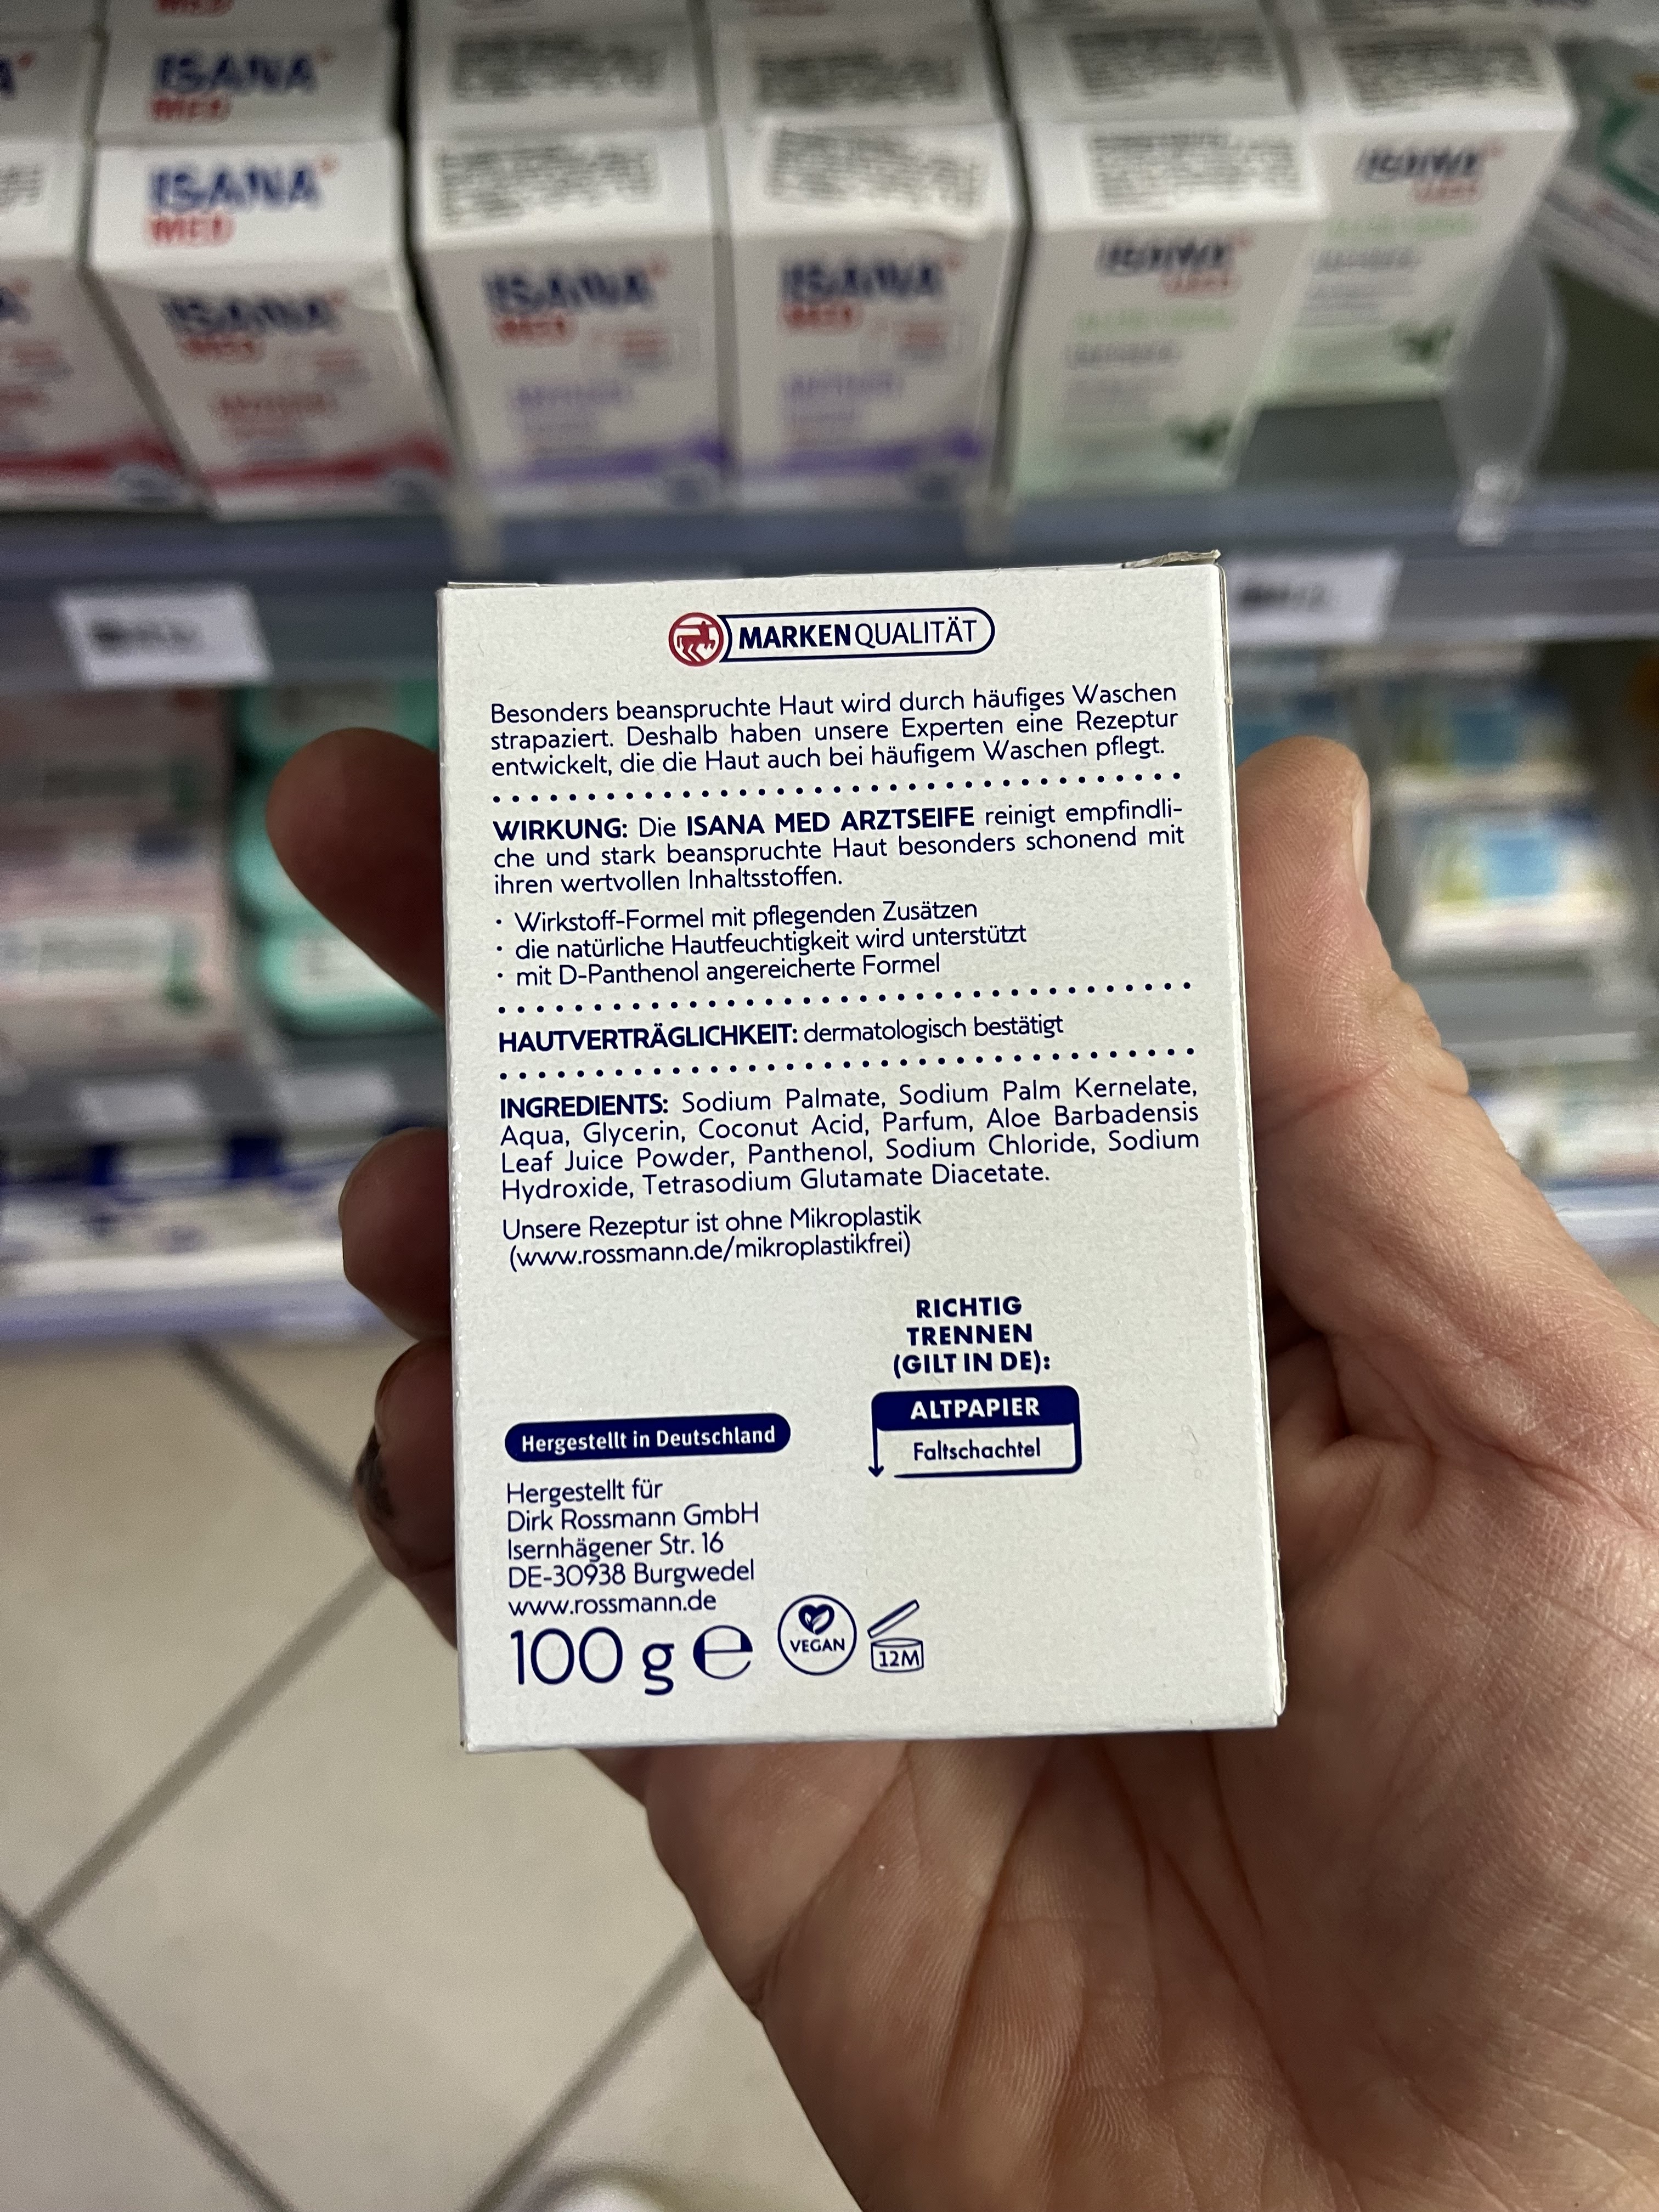 ISANA
MED
ISANA
MED
ISANA
MED
ISANA
MED
ISANA
MED
ISANA
ISANA
MARKENQUALITÄT
Besonders beanspruchte Haut wird durch häufiges Waschen
strapaziert. Deshalb haben unsere Experten eine Rezeptur
entwickelt, die die Haut auch bei häufigem Waschen pflegt.
WIRKUNG: Die ISANA MED ARZTSEIFE reinigt empfindli-
che und stark beanspruchte Haut besonders schonend mit
ihren wertvollen Inhaltsstoffen.
· Wirkstoff-Formel mit pflegenden Zusätzen
· die natürliche Hautfeuchtigkeit wird unterstützt
· mit D-Panthenol angereicherte Formel
HAUTVERTRÄGLICHKEIT: dermatologisch bestätigt
INGREDIENTS: Sodium Palmate, Sodium Palm Kernelate,
Aqua, Glycerin, Coconut Acid, Parfum, Aloe Barbadensis
Leaf Juice Powder, Panthenol, Sodium Chloride, Sodium
Hydroxide, Tetrasodium Glutamate Diacetate.
Unsere Rezeptur ist ohne Mikroplastik
(www.rossmann.de/mikroplastikfrei)
RICHTIG
TRENNEN
(GILT IN DE):
ALTPAPIER
Faltschachtel
Hergestellt in Deutschland
Hergestellt für
Dirk Rossmann GmbH
Isernhägener Str. 16
DE-30938 Burgwedel
www.rossmann.de
100 g e
VEGAN
12M